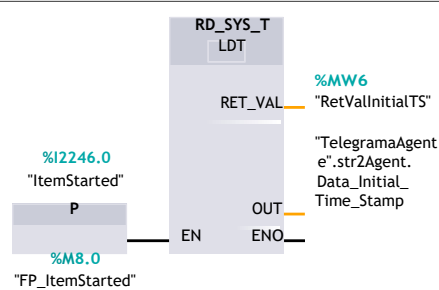 RD_SYS_T
LDT
%MW6
RET_VAL
"RetValInitialTS"
"TelegramaAgent
e".str2Agent.
Data_Initial_
Time_Stamp
%I2246.0
"ItemStarted"
P
OUT
EN
ENO
%M8.0
"FP_ItemStarted"